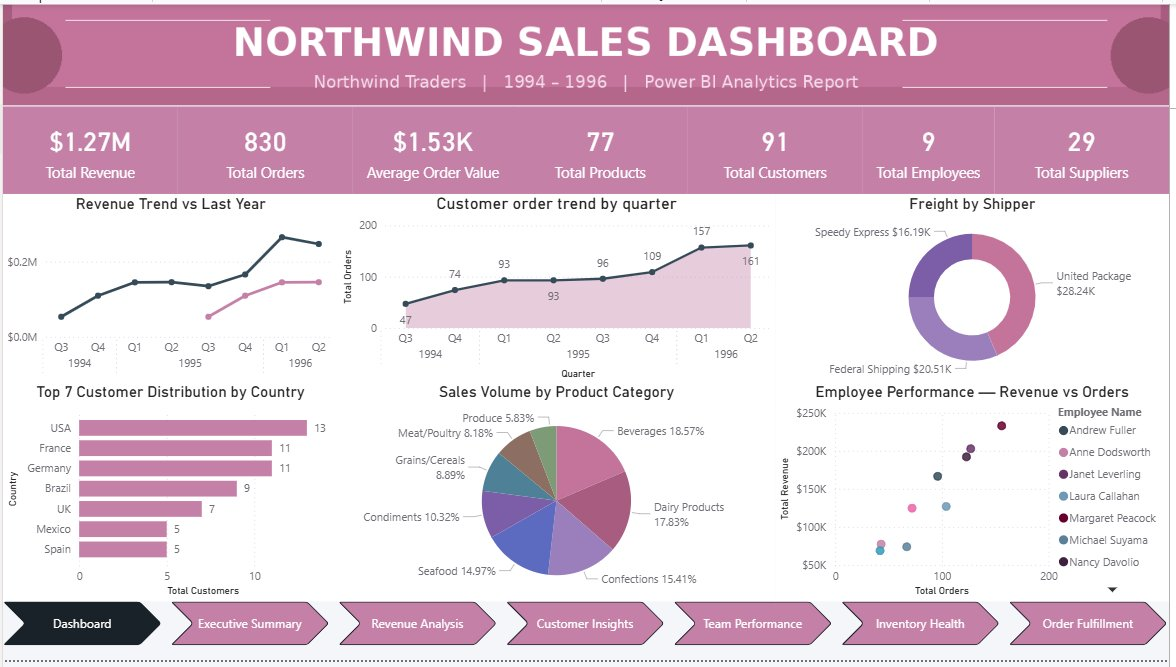 NORTHWIND SALES DASHBOARD
Northwind Traders | 1994 – 1996 | Power BI Analytics Report
$1.27M
Total Revenue
830
Total Orders
$1.53K
Average Order Value
77
Total Products
91
Total Customers
9
Total Employees
29
Total Suppliers
Revenue Trend vs Last Year
$0.2M
$0.0M
Q3 Q4 Q1 Q2 Q3 Q4 Q1 Q2
1994 1995 1996
Customer order trend by quarter
Total Orders
200
100
0
47
74
93
93
96
109
157
161
Q3 Q4 Q1 Q2 Q3 Q4 Q1 Q2
1994 1995 1996
Quarter
Freight by Shipper
Speedy Express $16.19K
United Package
$28.24K
Federal Shipping $20.51K
Top 7 Customer Distribution by Country
Country
USA 13
France 11
Germany 11
Brazil 9
UK 7
Mexico 5
Spain 5
0 5 10
Total Customers
Sales Volume by Product Category
Produce 5.83%
Beverages 18.57%
Meat/Poultry 8.18%
Grains/Cereals
8.89%
Dairy Products
17.83%
Condiments 10.32%
Seafood 14.97%
Confections 15.41%
Employee Performance — Revenue vs Orders
Total Revenue
$250K
$200K
$150K
$100K
$50K
0 100 200
Total Orders
Employee Name
Andrew Fuller
Anne Dodsworth
Janet Leverling
Laura Callahan
Margaret Peacock
Michael Suyama
Nancy Davolio
Dashboard
Executive Summary
Revenue Analysis
Customer Insights
Team Performance
Inventory Health
Order Fulfillment